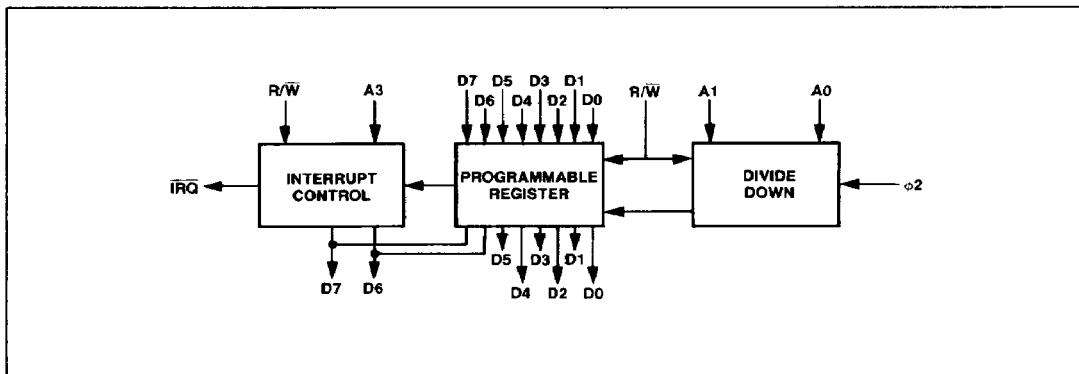 D7 D5 D3 D1
R/W̅ A3 D6 D4 D2 D0 R/W̅ A1 A0
I̅R̅Q̅ INTERRUPT CONTROL PROGRAMMABLE REGISTER DIVIDE DOWN φ2
D5 D3 D1
D7 D6 D4 D2 D0